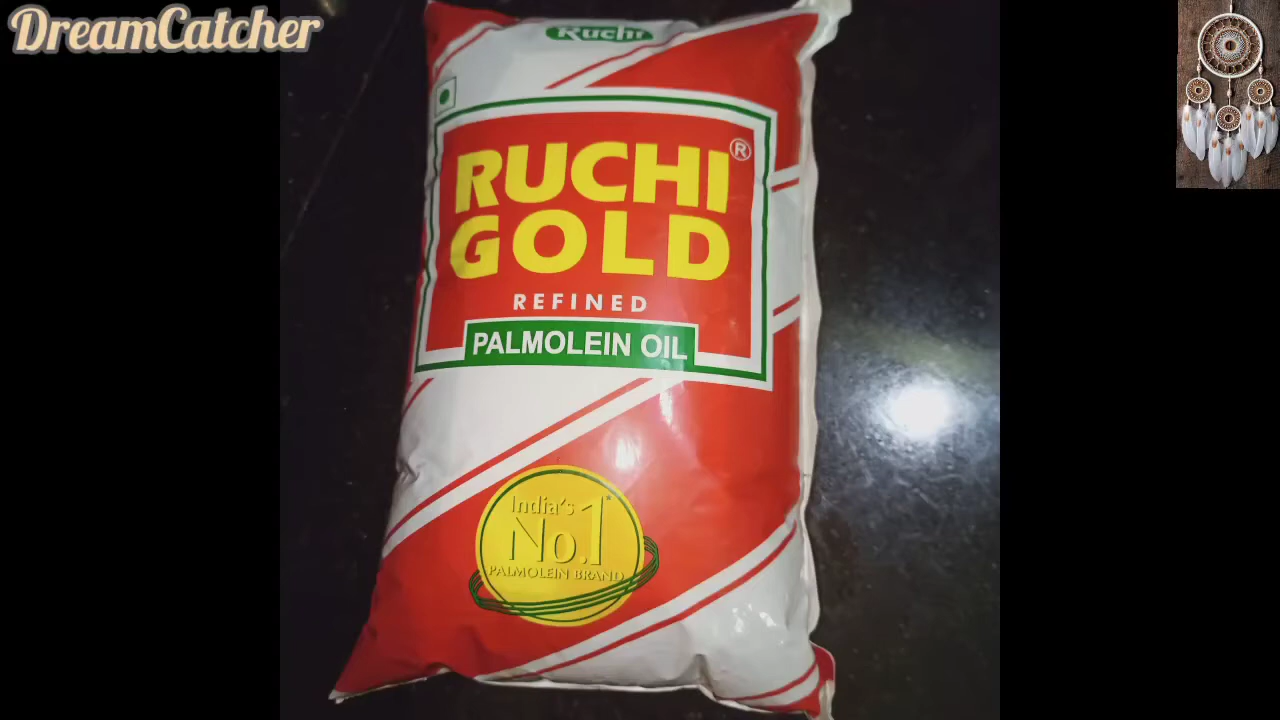 DreamCatcher
Ruchi
RUCHI®
GOLD
REFINED
PALMOLEIN OIL
India's
No.1*
PALMOLEIN BRAND